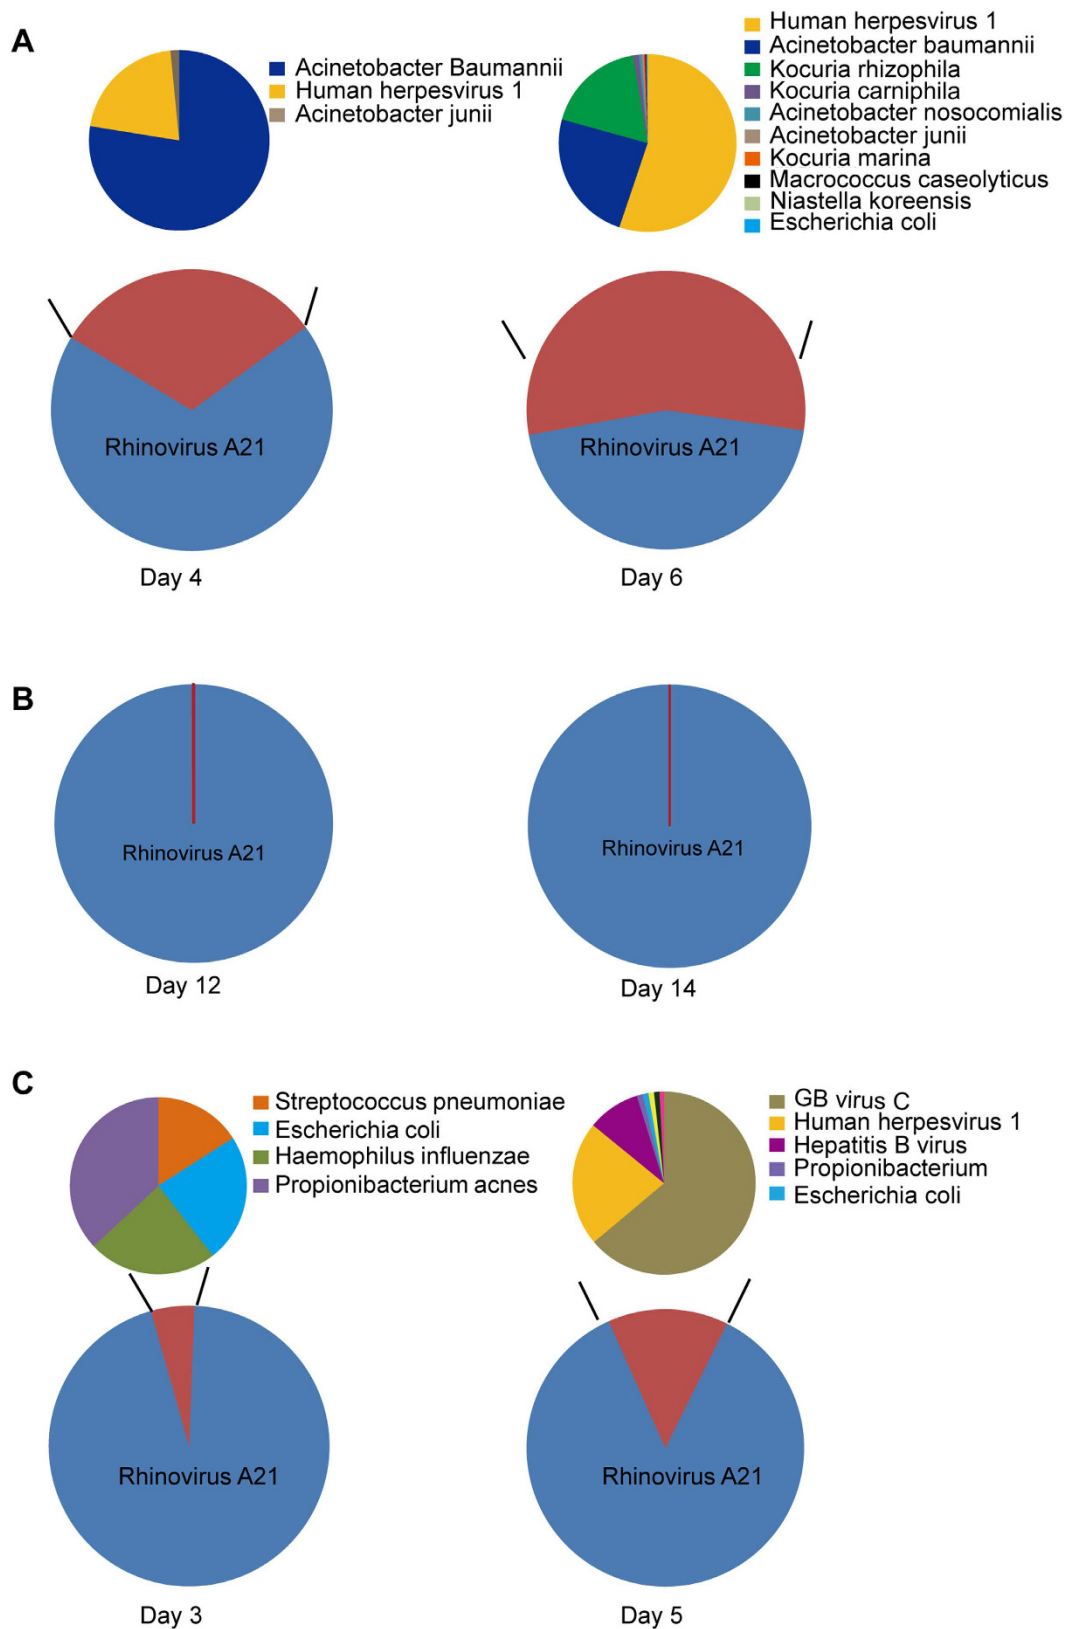 A
Acinetobacter Baumannii
Human herpesvirus 1
Acinetobacter junii
Human herpesvirus 1
Acinetobacter baumannii
Kocuria rhizophila
Kocuria carniphila
Acinetobacter nosocomialis
Acinetobacter junii
Kocuria marina
Macrococcus caseolyticus
Niastella koreensis
Escherichia coli
Rhinovirus A21
Rhinovirus A21
Day 4
Day 6
B
Rhinovirus A21
Rhinovirus A21
Day 12
Day 14
C
Streptococcus pneumoniae
Escherichia coli
Haemophilus influenzae
Propionibacterium acnes
GB virus C
Human herpesvirus 1
Hepatitis B virus
Propionibacterium
Escherichia coli
Rhinovirus A21
Rhinovirus A21
Day 3
Day 5